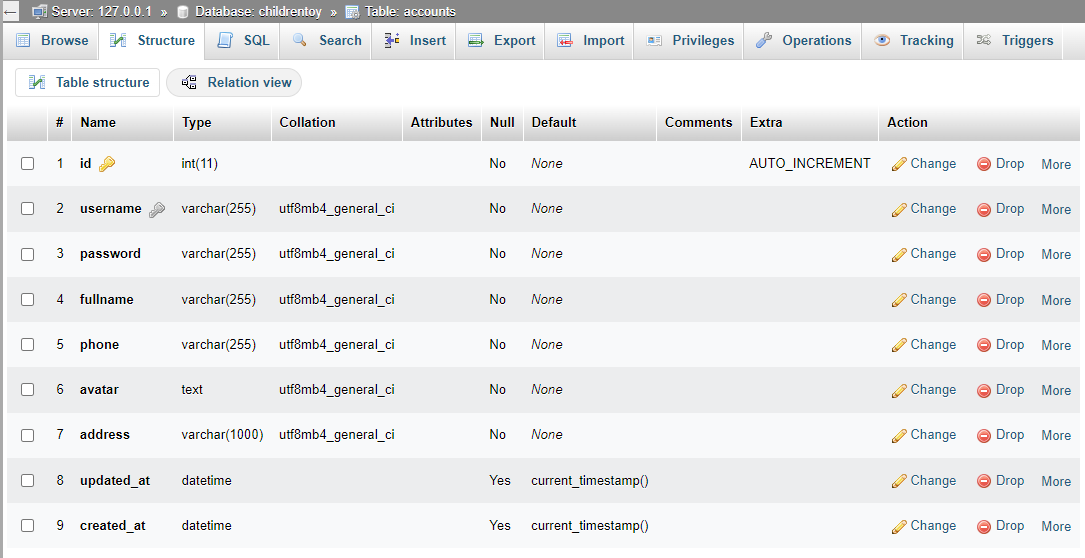 ← Server: 127.0.0.1 » Database: childrentoy » Table: accounts
Browse Structure SQL Search Insert Export Import Privileges Operations Tracking Triggers
Table structure Relation view
# Name Type Collation Attributes Null Default Comments Extra Action
1 id int(11) No None AUTO_INCREMENT Change Drop More
2 username varchar(255) utf8mb4_general_ci No None Change Drop More
3 password varchar(255) utf8mb4_general_ci No None Change Drop More
4 fullname varchar(255) utf8mb4_general_ci No None Change Drop More
5 phone varchar(255) utf8mb4_general_ci No None Change Drop More
6 avatar text utf8mb4_general_ci No None Change Drop More
7 address varchar(1000) utf8mb4_general_ci No None Change Drop More
8 updated_at datetime Yes current_timestamp() Change Drop More
9 created_at datetime Yes current_timestamp() Change Drop More